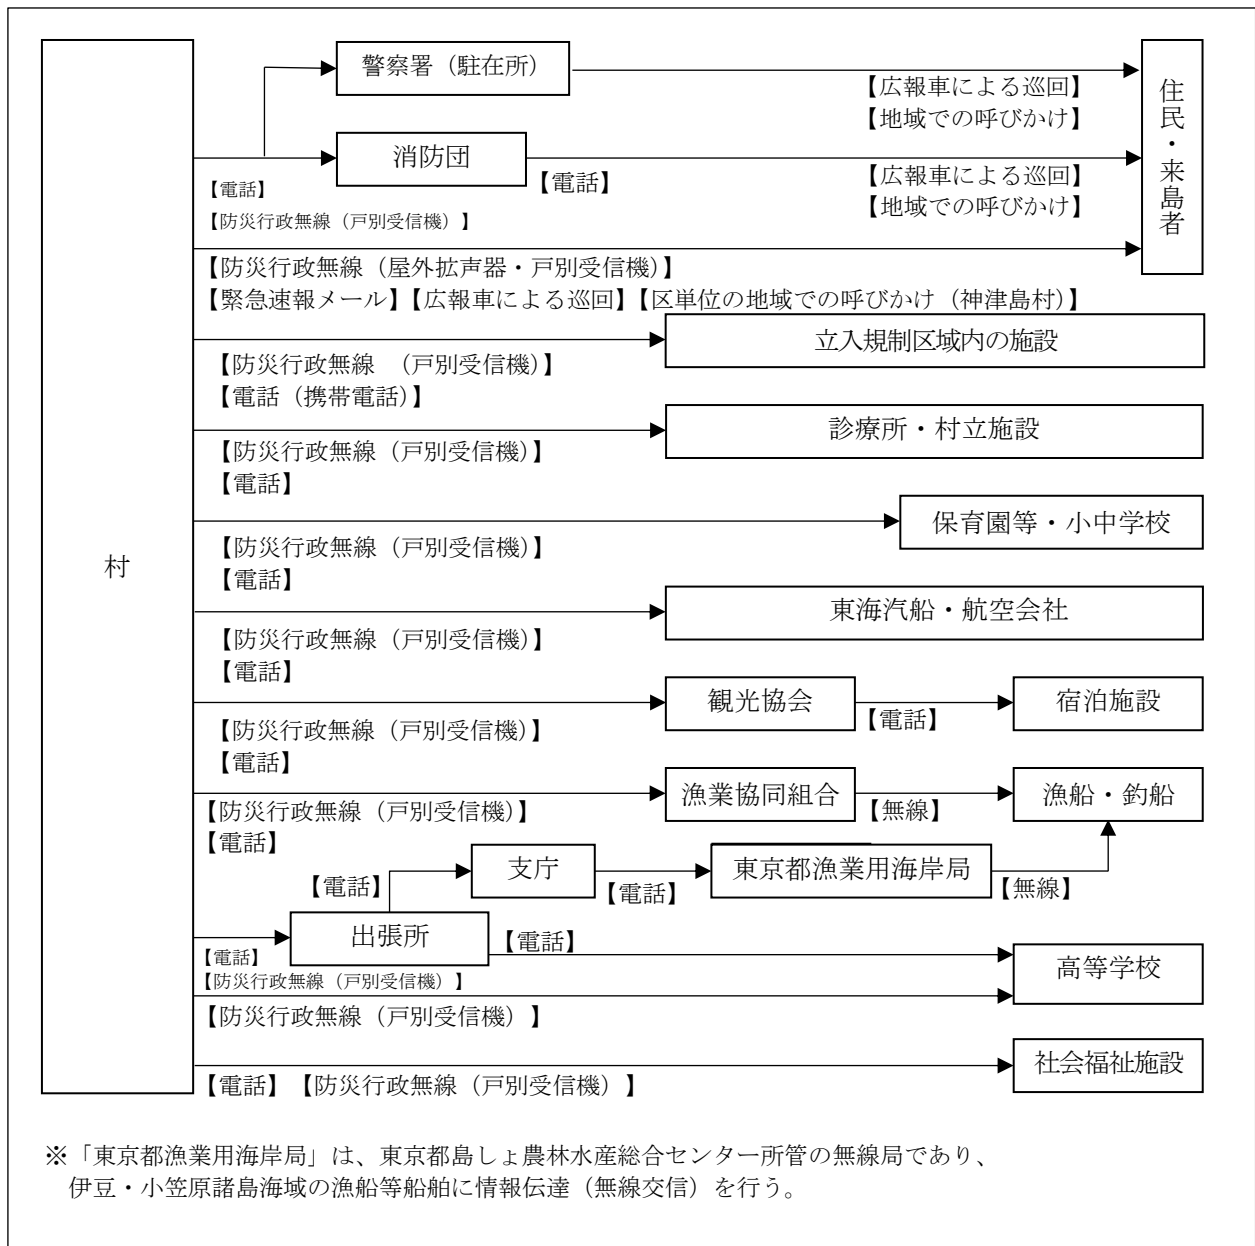 村
警察署（駐在所）
【広報車による巡回】
【地域での呼びかけ】
住民・来島者
消防団
【電話】
【電話】
【防災行政無線（戸別受信機）】
【広報車による巡回】
【地域での呼びかけ】
【防災行政無線（屋外拡声器・戸別受信機）】
【緊急速報メール】【広報車による巡回】【区単位の地域での呼びかけ（神津島村）】
立入規制区域内の施設
【防災行政無線　（戸別受信機）】
【電話（携帯電話）】
診療所・村立施設
【防災行政無線（戸別受信機）】
【電話】
保育園等・小中学校
【防災行政無線（戸別受信機）】
【電話】
東海汽船・航空会社
【防災行政無線（戸別受信機）】
【電話】
観光協会
【電話】
宿泊施設
【防災行政無線（戸別受信機）】
【電話】
漁業協同組合
【無線】
漁船・釣船
【防災行政無線（戸別受信機）】
【電話】
【電話】
支庁
【電話】
東京都漁業用海岸局
【無線】
出張所
【電話】
【電話】
【防災行政無線（戸別受信機）】
高等学校
【防災行政無線（戸別受信機）】
社会福祉施設
【電話】【防災行政無線（戸別受信機）】
※「東京都漁業用海岸局」は、東京都島しょ農林水産総合センター所管の無線局であり、
伊豆・小笠原諸島海域の漁船等船舶に情報伝達（無線交信）を行う。